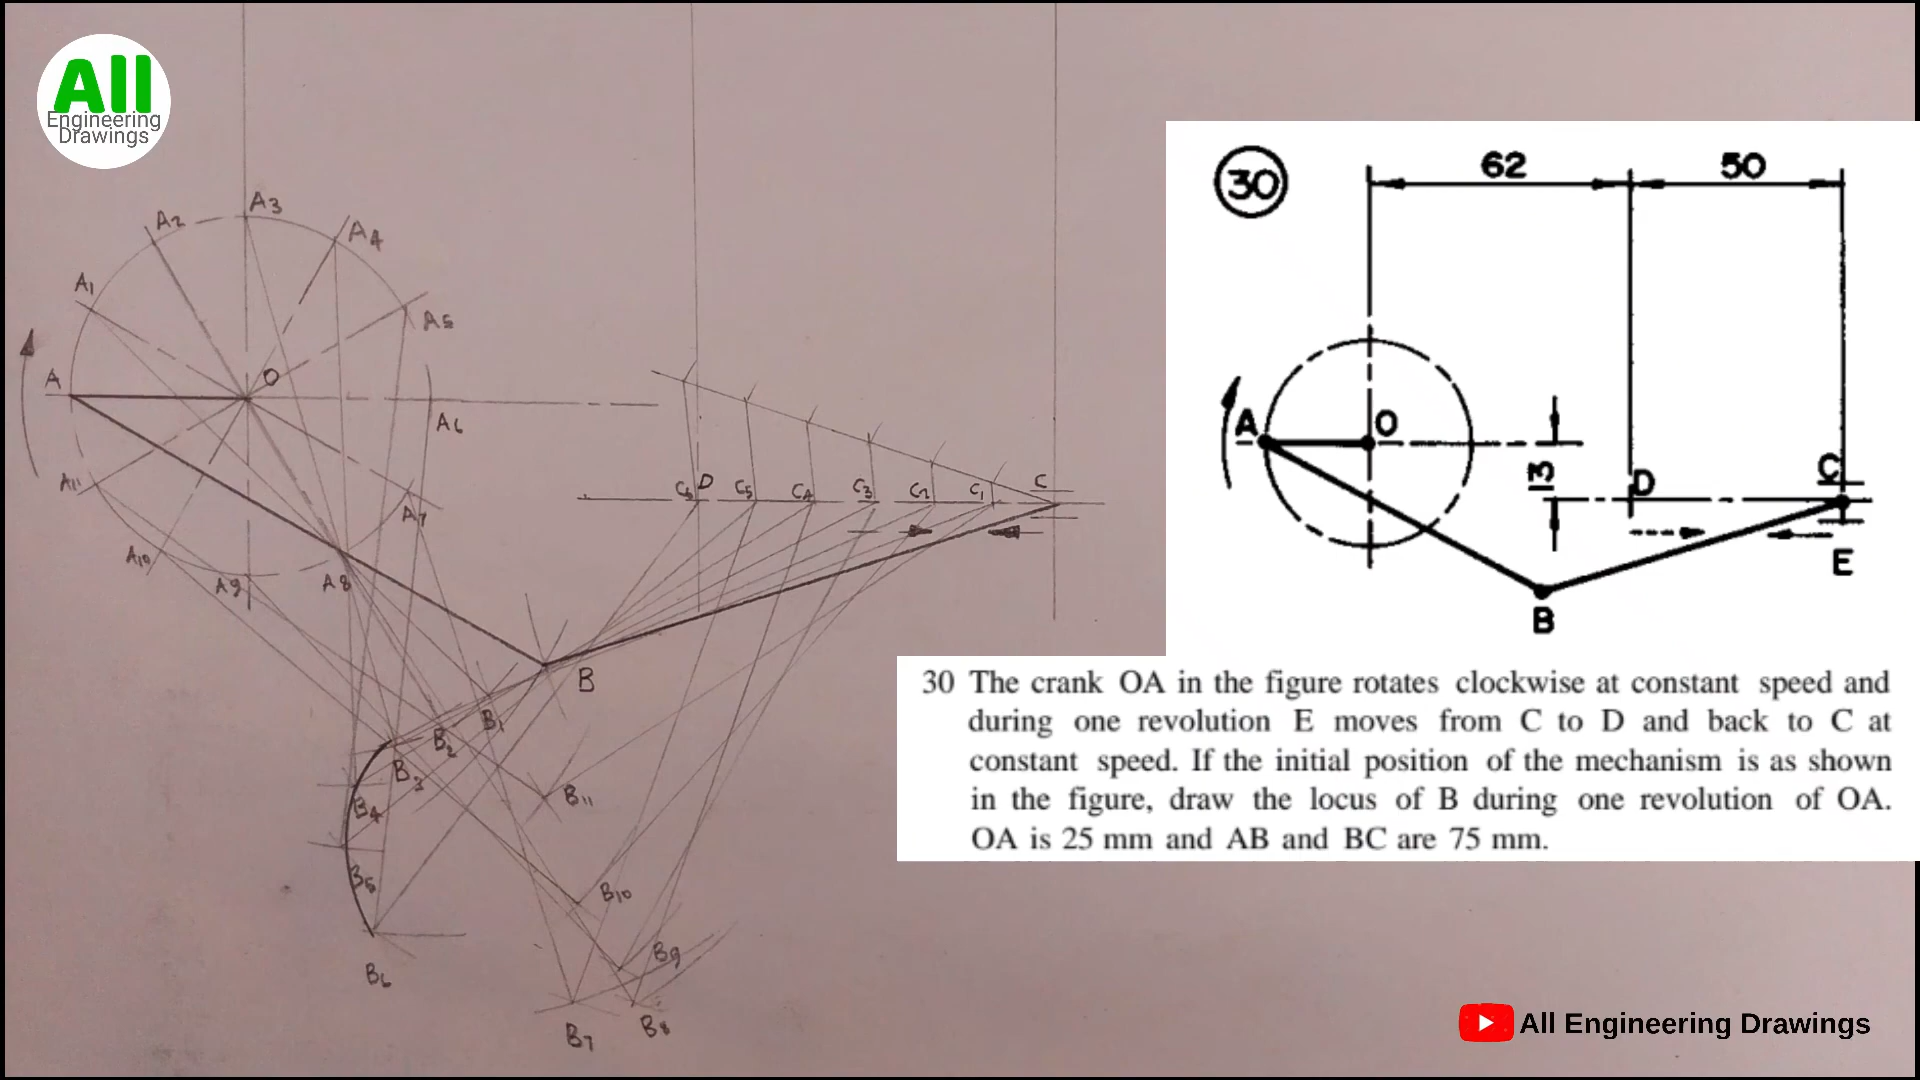 All
Engineering
Drawings
A
A1
A2
A3
A4
A5
A6
A7
A8
A9
A10
A11
O
C6
D
C5
C4
C3
C2
C1
C
B
B1
B2
B3
B4
B5
B6
B7
B8
B9
B10
B11
30
62
50
A
O
13
D
C
E
B
30 The crank OA in the figure rotates clockwise at constant speed and
during one revolution E moves from C to D and back to C at
constant speed. If the initial position of the mechanism is as shown
in the figure, draw the locus of B during one revolution of OA.
OA is 25 mm and AB and BC are 75 mm.
All Engineering Drawings